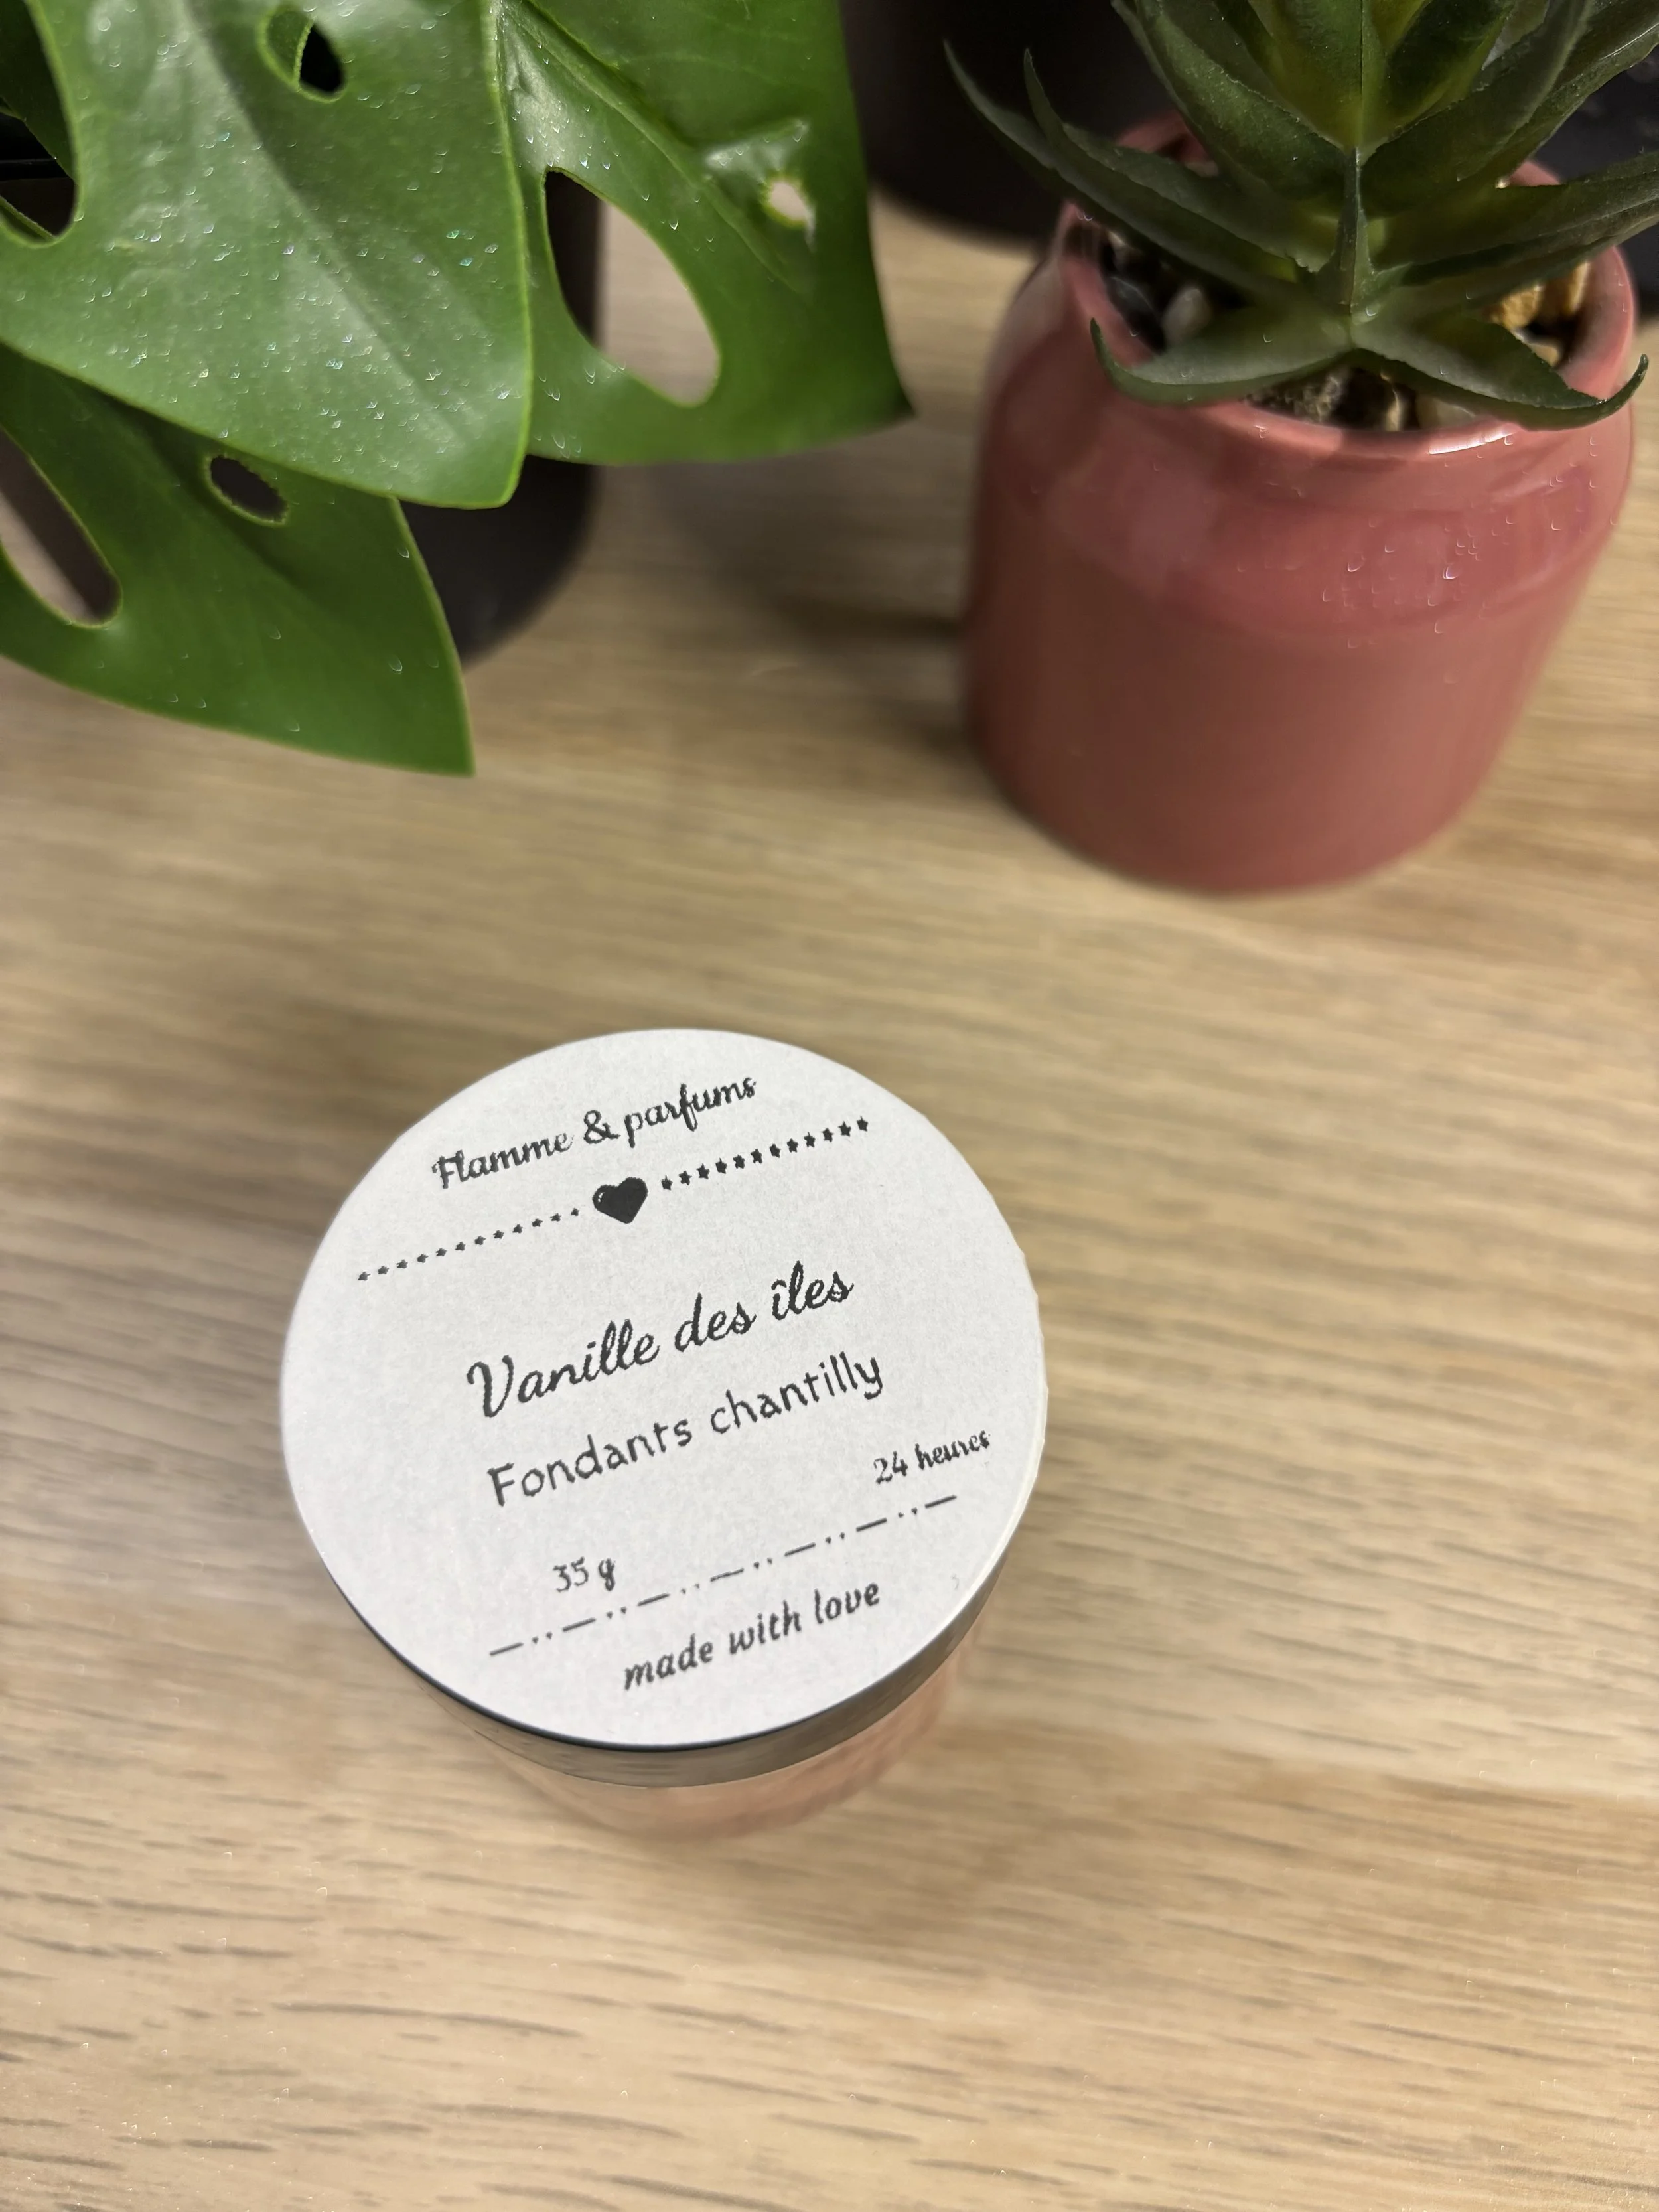 Flamme & parfums
Vanille des îles
Fondants chantilly
24 heures
35 g
made with love